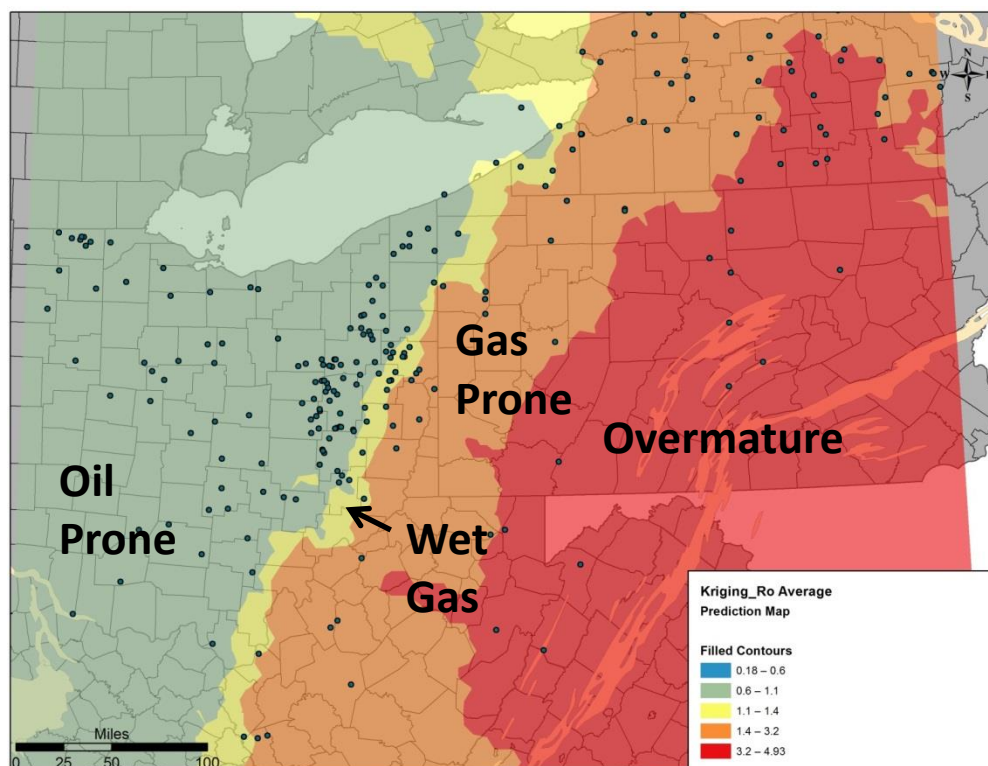 N
W
E
S
Gas
Prone
Overmature
Oil
Prone
Wet
Gas
Kriging_Ro Average
Prediction Map
Filled Contours
0.18 – 0.6
0.6 – 1.1
1.1 – 1.4
1.4 – 3.2
3.2 – 4.93
Miles
0 25 50 100